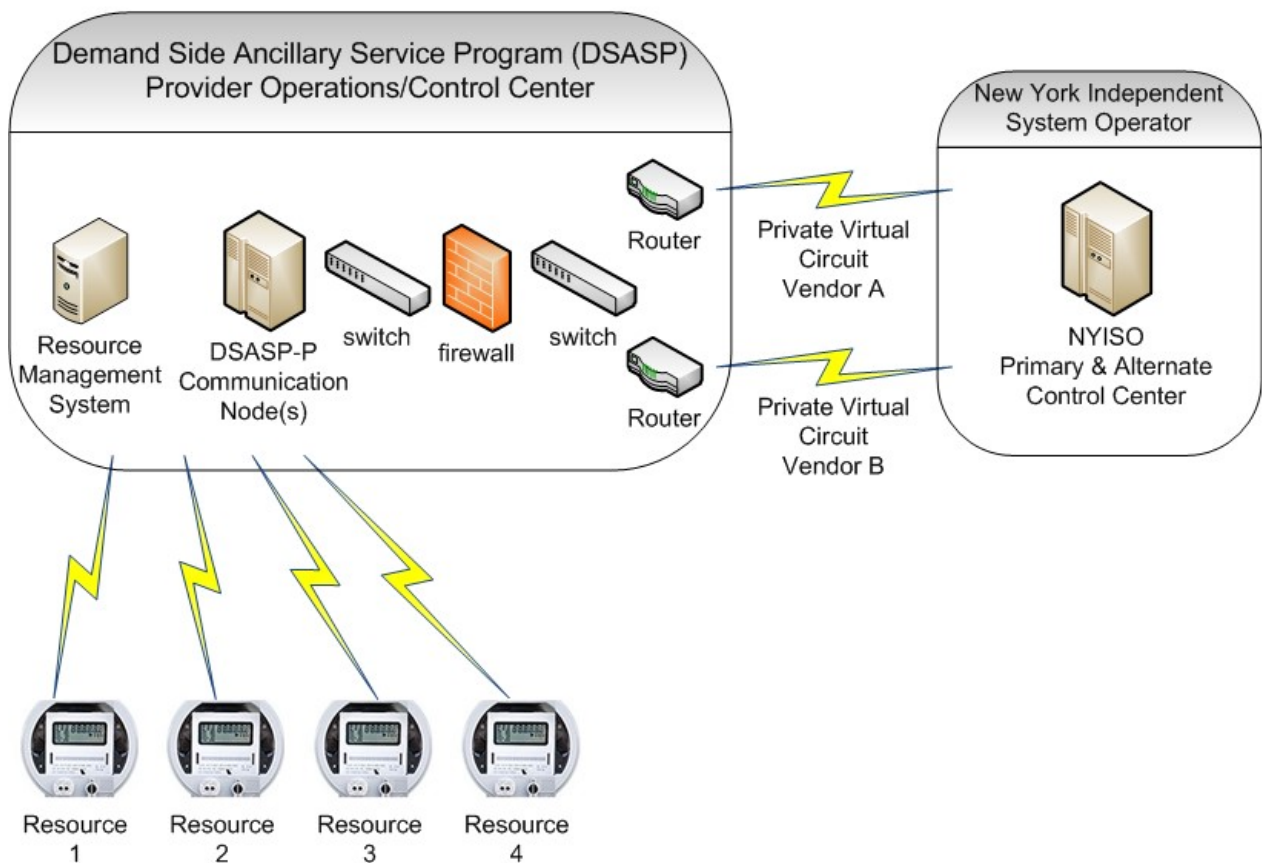 Demand Side Ancillary Service Program (DSASP)
Provider Operations/Control Center
New York Independent
System Operator
Router
Private Virtual
Circuit
Vendor A
Resource
Management
System
DSASP-P
Communication
Node(s)
switch
firewall
switch
Router
Private Virtual
Circuit
Vendor B
NYISO
Primary & Alternate
Control Center
Resource
1
Resource
2
Resource
3
Resource
4